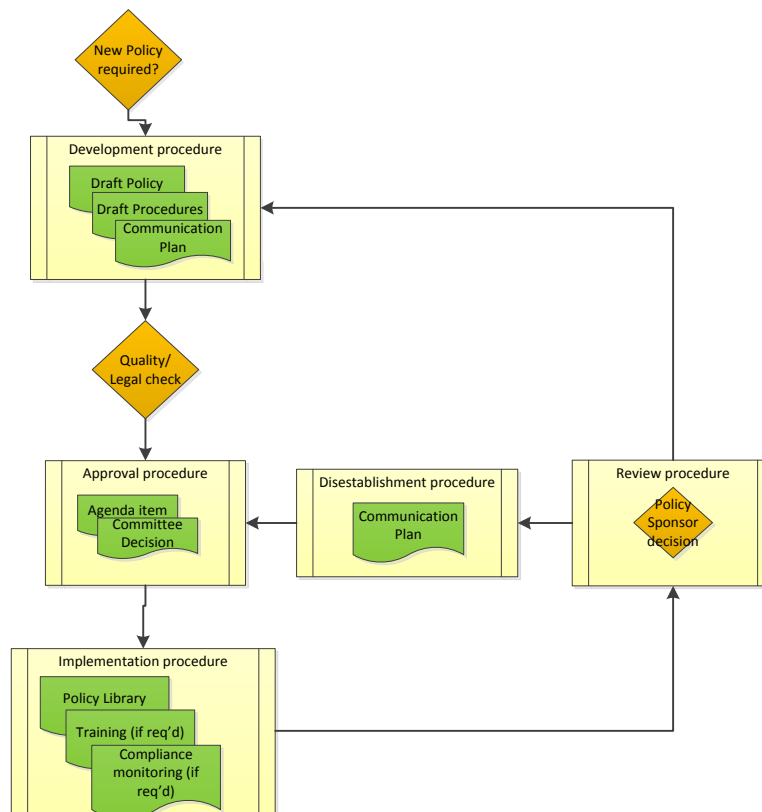 New Policy
required?
Development procedure
Draft Policy
Draft Procedures
Communication
Plan
Quality/
Legal check
Approval procedure
Agenda item
Committee
Decision
Disestablishment procedure
Communication
Plan
Review procedure
Policy
Sponsor
decision
Implementation procedure
Policy Library
Training (if req’d)
Compliance
monitoring (if
req’d)